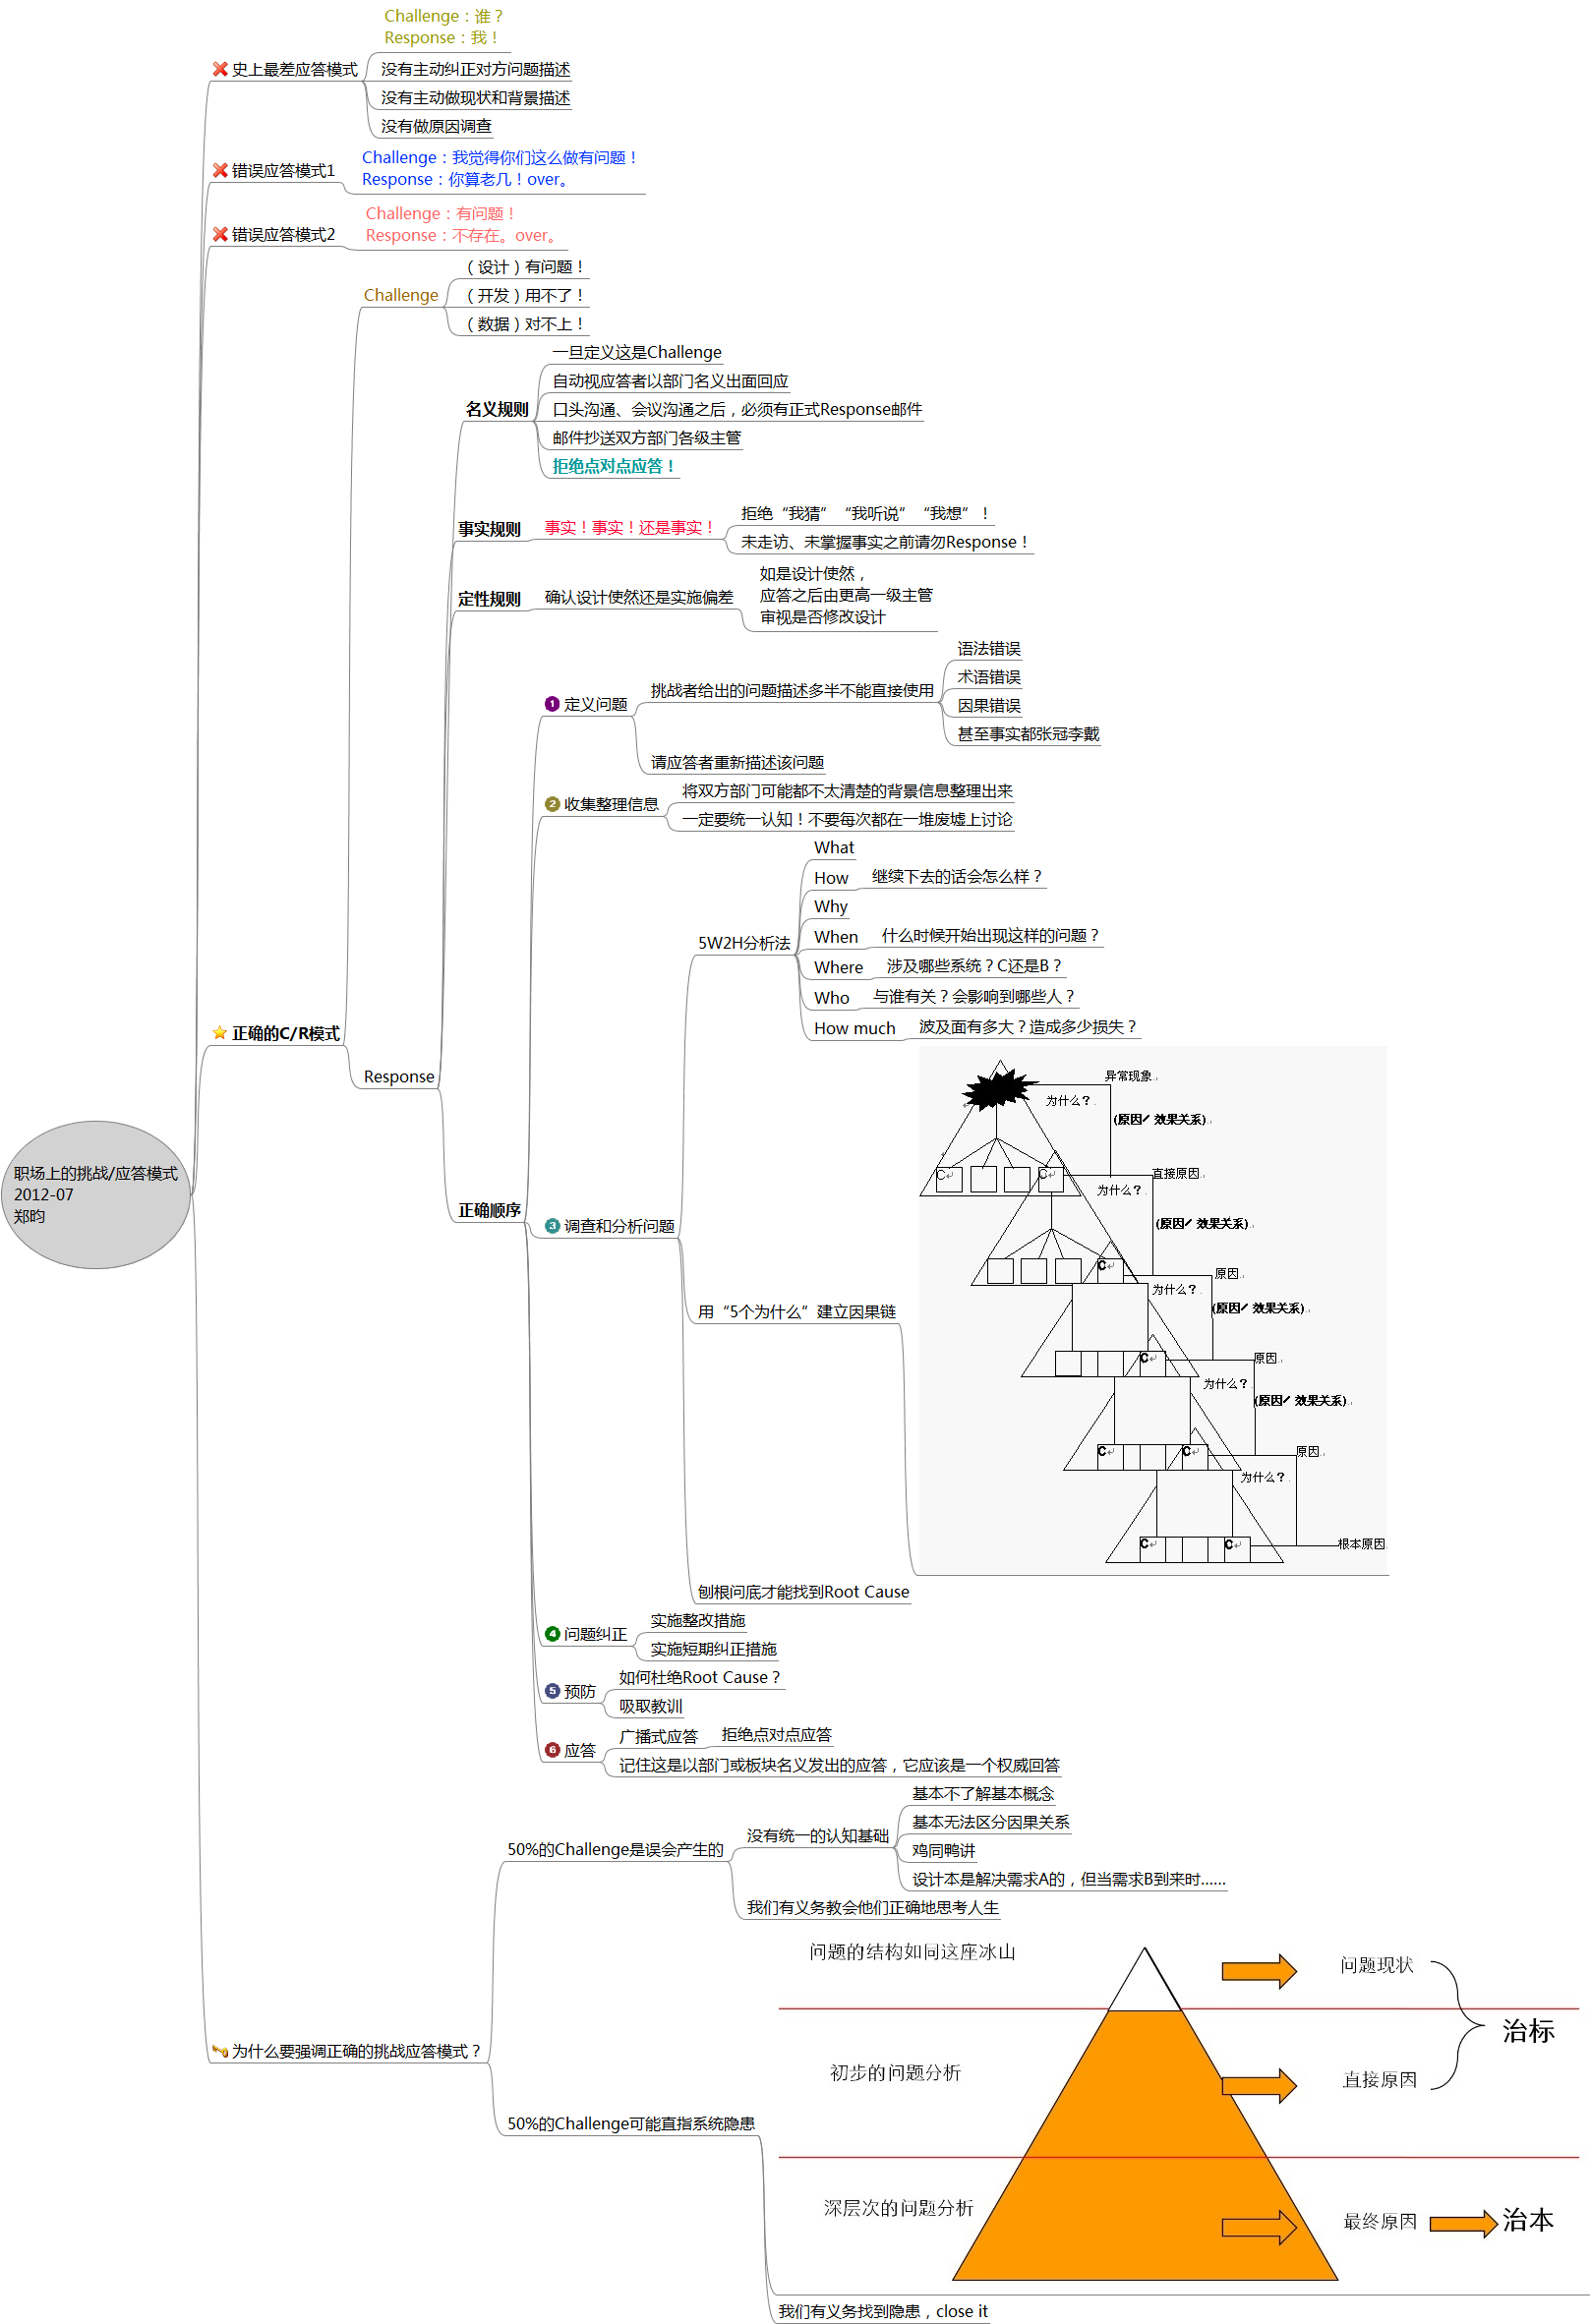 Challenge：谁？
Response：我！
史上最差应答模式
没有主动纠正对方问题描述
没有主动做现状和背景描述
没有做原因调查
错误应答模式1
Challenge：我觉得你们这么做有问题！
Response：你算老几！over。
错误应答模式2
Challenge：有问题！
Response：不存在。over。
Challenge
（设计）有问题！
（开发）用不了！
（数据）对不上！
名义规则
一旦定义这是Challenge
自动视应答者以部门名义出面回应
口头沟通、会议沟通之后，必须有正式Response邮件
邮件抄送双方部门各级主管
拒绝点对点应答！
事实规则
事实！事实！还是事实！
拒绝“我猜”“我听说”“我想”！
未走访、未掌握事实之前请勿Response！
定性规则
确认设计使然还是实施偏差
如是设计使然，
应答之后由更高一级主管
审视是否修改设计
1 定义问题
挑战者给出的问题描述多半不能直接使用
语法错误
术语错误
因果错误
甚至事实都张冠李戴
请应答者重新描述该问题
2 收集整理信息
将双方部门可能都不太清楚的背景信息整理出来
一定要统一认知！不要每次都在一堆废墟上讨论
5W2H分析法
What
How 继续下去的话会怎么样？
Why
When 什么时候开始出现这样的问题？
Where 涉及哪些系统？C还是B？
Who 与谁有关？会影响到哪些人？
How much 波及面有多大？造成多少损失？
正确的C/R模式
Response
职场上的挑战/应答模式
2012-07
郑昀
正确顺序
3 调查和分析问题
用“5个为什么”建立因果链
异常现象
为什么？
(原因／效果关系)
C
C
直接原因
为什么？
(原因／效果关系)
C
原因
为什么？
(原因／效果关系)
C
原因
为什么？
(原因／效果关系)
C
C
原因
为什么？
C
C
根本原因
刨根问底才能找到Root Cause
4 问题纠正
实施整改措施
实施短期纠正措施
5 预防
如何杜绝Root Cause？
吸取教训
6 应答
广播式应答
拒绝点对点应答
记住这是以部门或板块名义发出的应答，它应该是一个权威回答
为什么要强调正确的挑战应答模式？
50%的Challenge是误会产生的
没有统一的认知基础
基本不了解基本概念
基本无法区分因果关系
鸡同鸭讲
设计本是解决需求A的，但当需求B到来时……
我们有义务教会他们正确地思考人生
50%的Challenge可能直指系统隐患
问题的结构如同这座冰山
问题现状
治标
初步的问题分析
直接原因
深层次的问题分析
最终原因
治本
我们有义务找到隐患，close it